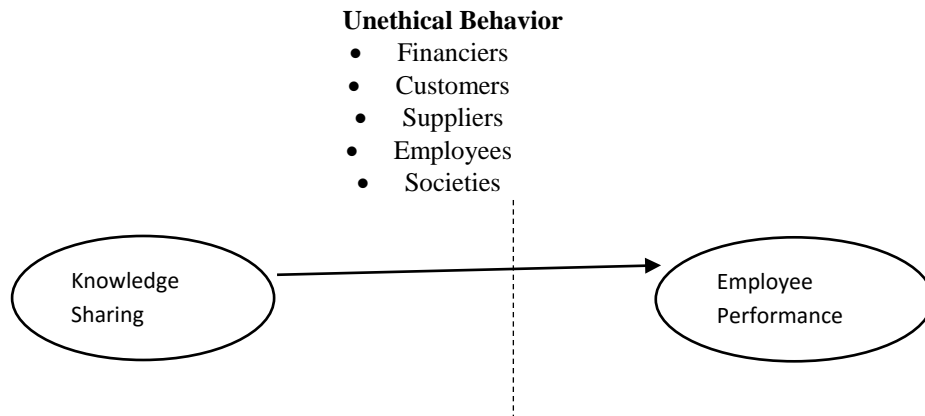 Unethical Behavior
• Financiers
• Customers
• Suppliers
• Employees
• Societies
Knowledge
Sharing
Employee
Performance